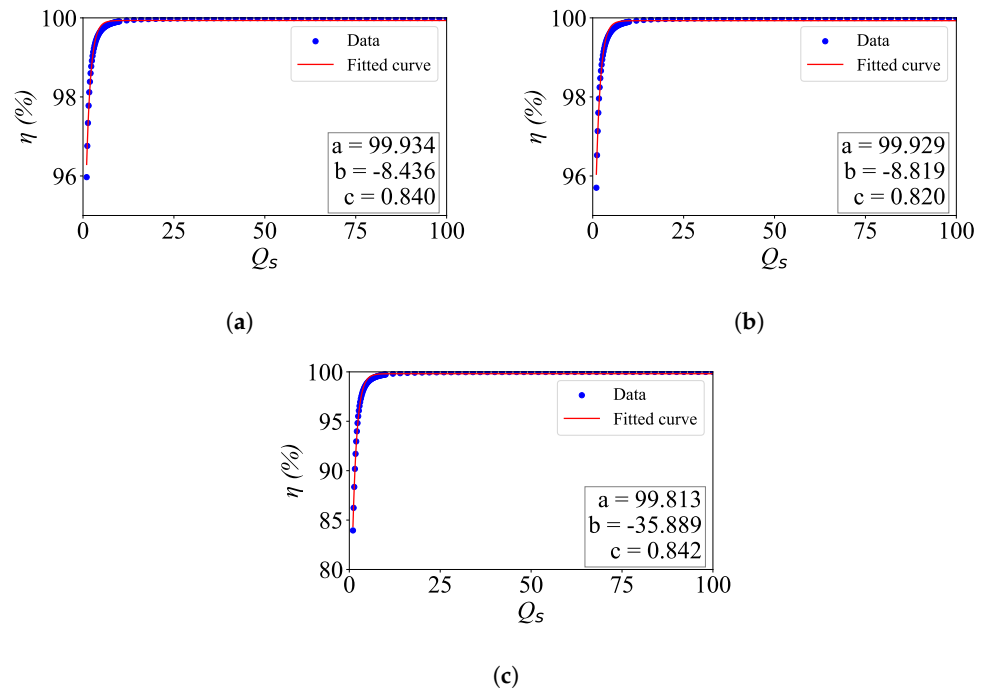 100
98
96
η (%)
Data
Fitted curve
a = 99.934
b = -8.436
c = 0.840
0 25 50 75 100
Qs
(a)
100
98
96
η (%)
Data
Fitted curve
a = 99.929
b = -8.819
c = 0.820
0 25 50 75 100
Qs
(b)
100
95
90
85
80
η (%)
Data
Fitted curve
a = 99.813
b = -35.889
c = 0.842
0 25 50 75 100
Qs
(c)